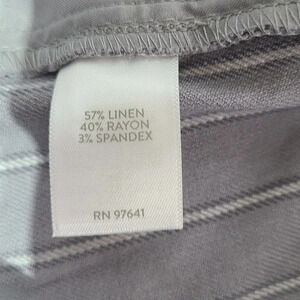 57% LINEN
40% RAYON
3% SPANDEX
RN 97641